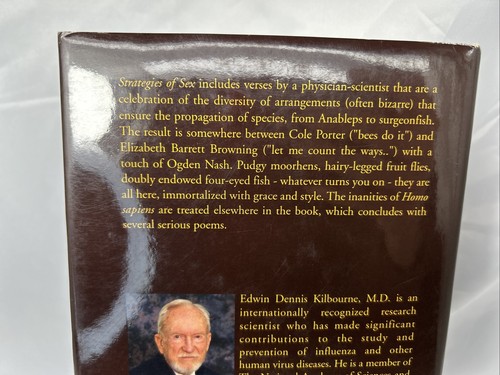 Strategies of Sex includes verses by a physician-scientist that are a
celebration of the diversity of arrangements (often bizarre) that
ensure the propagation of species, from Anableps to surgeonfish.
The result is somewhere between Cole Porter ("bees do it") and
Elizabeth Barrett Browning ("let me count the ways..") with a
touch of Ogden Nash. Pudgy moorhens, hairy-legged fruit flies,
doubly endowed four-eyed fish - whatever turns you on - they are
all here, immortalized with grace and style. The inanities of Homo
sapiens are treated elsewhere in the book, which concludes with
several serious poems.
Edwin Dennis Kilbourne, M.D. is an
internationally recognized research
scientist who has made significant
contributions to the study and
prevention of influenza and other
human virus diseases. He is a member of
The National Academy of Sciences and